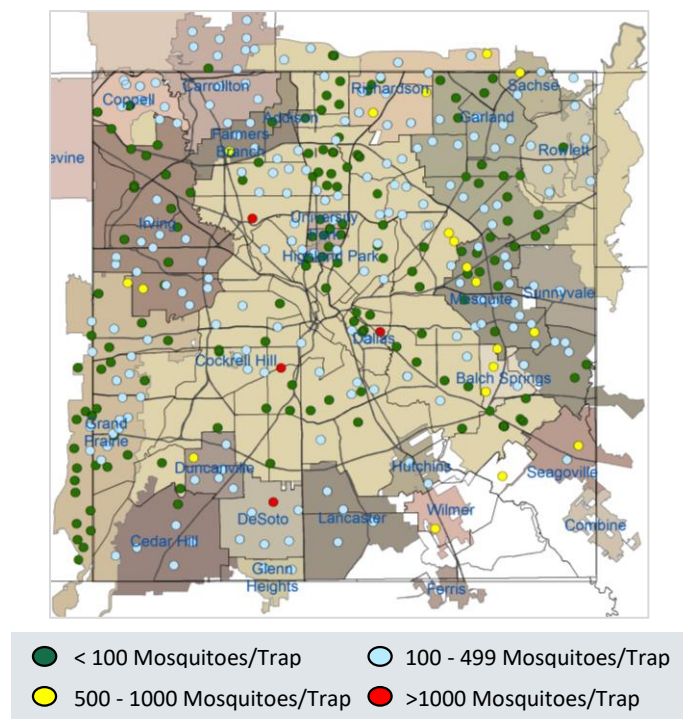 Coppell
Carrollton
Richardson
Sachse
Addison
Garland
Farmers
Branch
Rowlett
evine
Irving
University
Park
Highland Park
Mesquite
Sunnyvale
Dallas
Cockrell Hill
Balch Springs
Grand
Prairie
Duncanville
Hutchins
Seagoville
DeSoto
Lancaster
Wilmer
Combine
Cedar Hill
Glenn
Heights
Ferris
< 100 Mosquitoes/Trap
100 - 499 Mosquitoes/Trap
500 - 1000 Mosquitoes/Trap
>1000 Mosquitoes/Trap